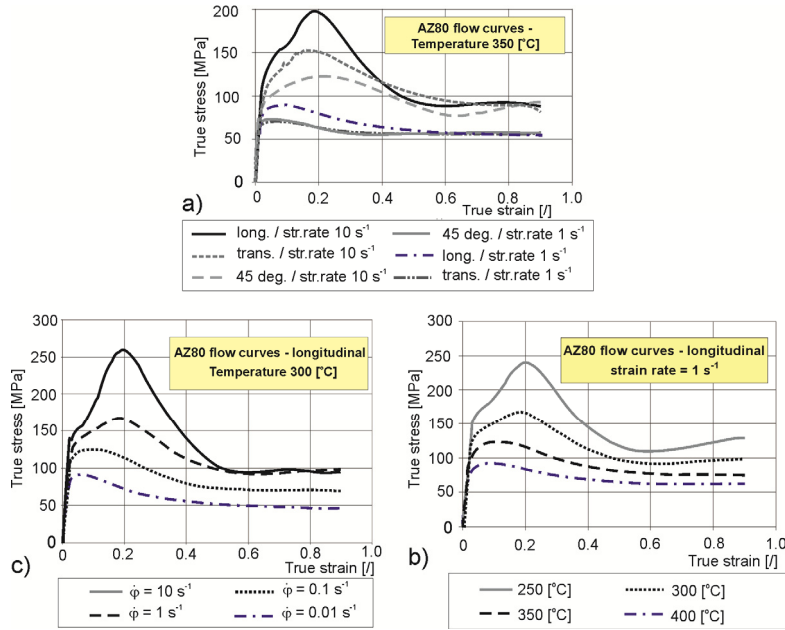 AZ80 flow curves -
Temperature 350 [°C]
True stress [MPa]
200
150
100
50
0
0 0.2 0.4 0.6 0.8 1.0
True strain [/]
a)
long. / str.rate 10 s⁻¹
45 deg. / str.rate 1 s⁻¹
trans. / str.rate 10 s⁻¹
long. / str.rate 1 s⁻¹
45 deg. / str.rate 10 s⁻¹
trans. / str.rate 1 s⁻¹
AZ80 flow curves - longitudinal
Temperature 300 [°C]
True stress [MPa]
300
250
200
150
100
50
0
0 0.2 0.4 0.6 0.8 1.0
True strain [/]
c)
φ̇ = 10 s⁻¹
φ̇ = 0.1 s⁻¹
φ̇ = 1 s⁻¹
φ̇ = 0.01 s⁻¹
AZ80 flow curves - longitudinal
strain rate = 1 s⁻¹
True stress [MPa]
300
250
200
150
100
50
0
0 0.2 0.4 0.6 0.8 1.0
True strain [/]
b)
250 [°C]
300 [°C]
350 [°C]
400 [°C]